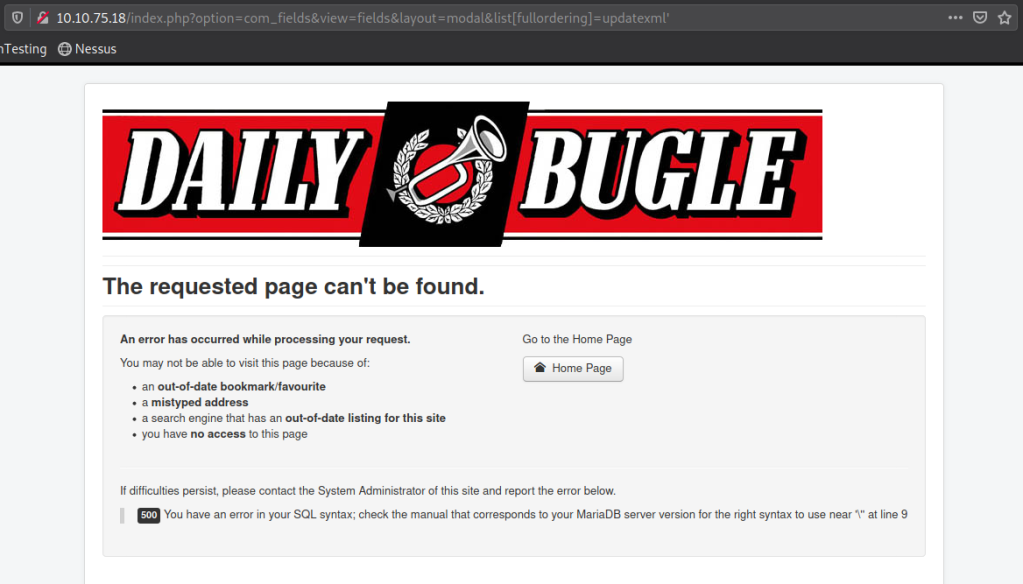 10.10.75.18/index.php?option=com_fields&view=fields&layout=modal&list[fullordering]=updatexml'
nTesting Nessus
DAILY BUGLE
The requested page can't be found.
An error has occurred while processing your request.
You may not be able to visit this page because of:
an out-of-date bookmark/favourite
a mistyped address
a search engine that has an out-of-date listing for this site
you have no access to this page
Go to the Home Page
Home Page
If difficulties persist, please contact the System Administrator of this site and report the error below.
500 You have an error in your SQL syntax; check the manual that corresponds to your MariaDB server version for the right syntax to use near '\'' at line 9